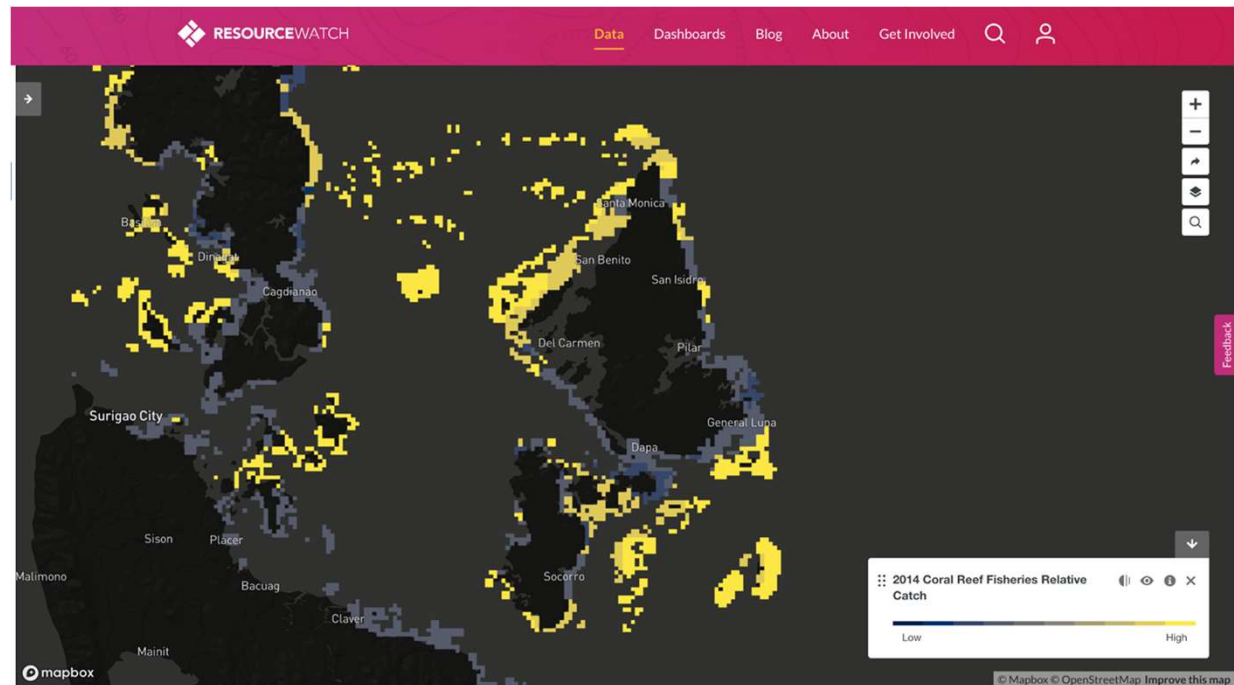 RESOURCEWATCH
Data
Dashboards
Blog
About
Get Involved
Santa Monica
Dinagat
San Benito
San Isidro
Cagdianao
Del Carmen
Pilar
Feedback
Surigao City
General Luna
Dapa
Sison
Placer
Malimono
Socorro
Bacuag
Claver
Mainit
2014 Coral Reef Fisheries Relative
Catch
Low
High
mapbox
© Mapbox © OpenStreetMap Improve this map